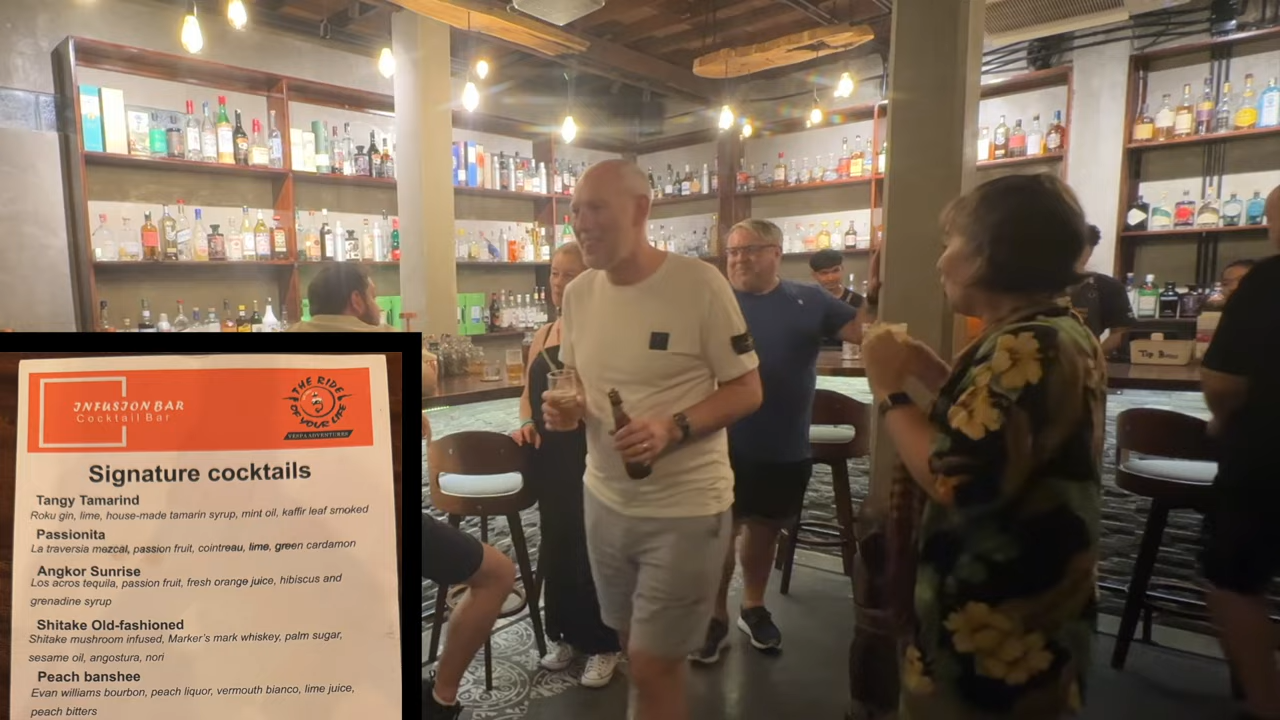 INFUSION BAR
Cocktail Bar
THE RIDE
OF YOUR LIFE
VESPA ADVENTURES
Signature cocktails
Tangy Tamarind
Roku gin, lime, house-made tamarin syrup, mint oil, kaffir leaf smoked
Passionita
La traversia mezcal, passion fruit, cointreau, lime, green cardamon
Angkor Sunrise
Los acros tequila, passion fruit, fresh orange juice, hibiscus and
grenadine syrup
Shitake Old-fashioned
Shitake mushroom infused, Marker's mark whiskey, palm sugar,
sesame oil, angostura, nori
Peach banshee
Evan williams bourbon, peach liquor, vermouth bianco, lime juice,
peach bitters